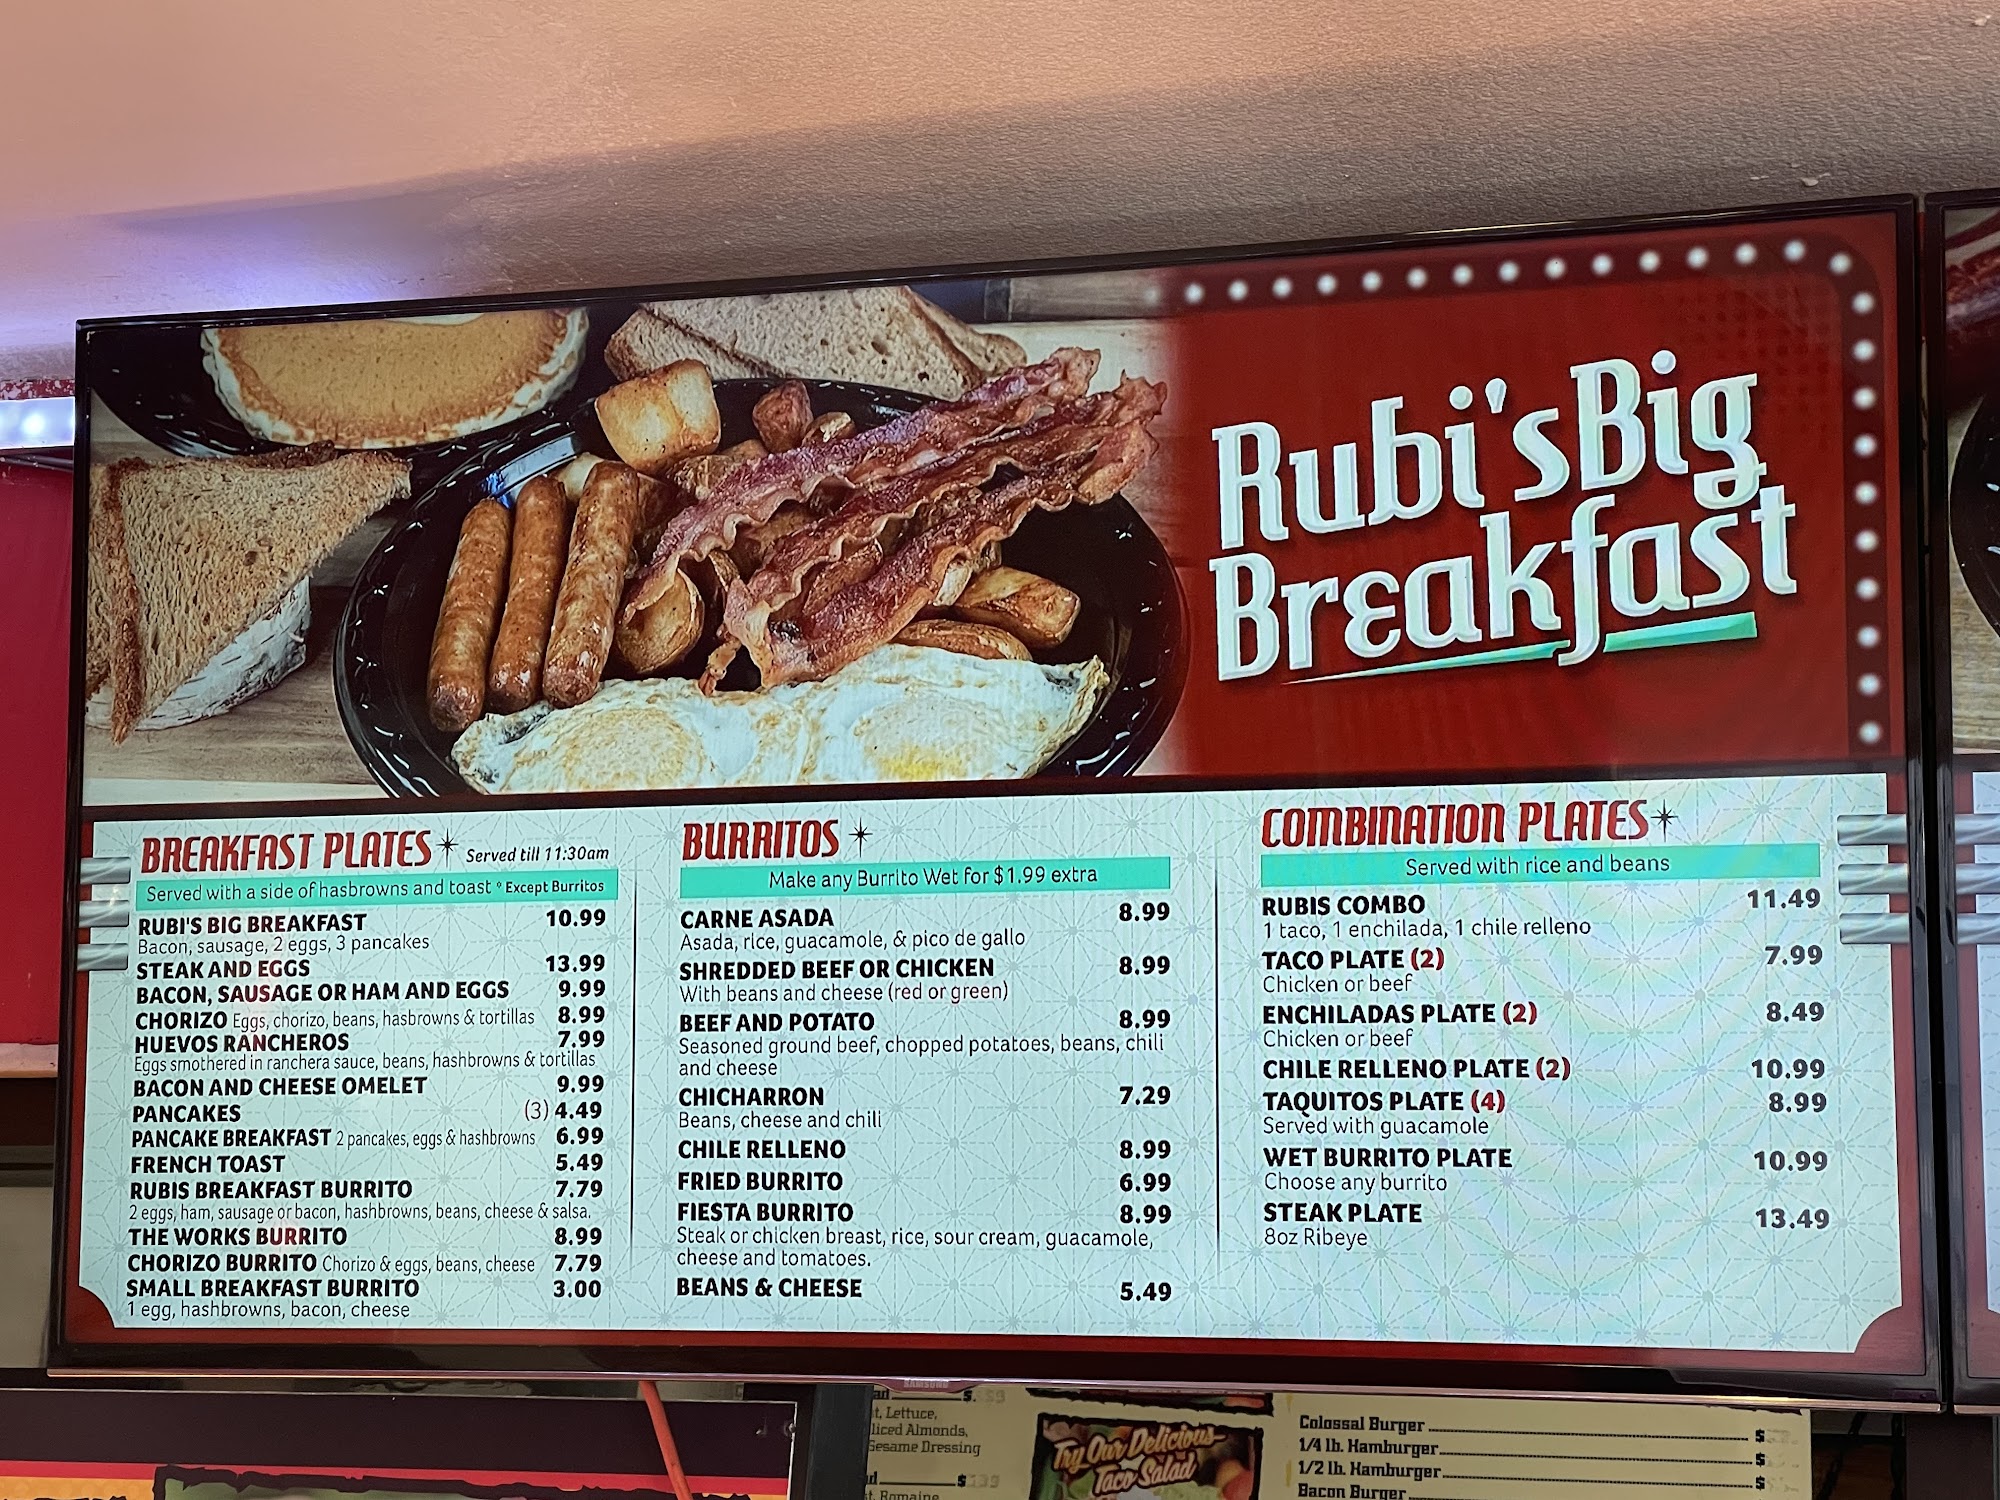 Rubi's Big
Breakfast
BREAKFAST PLATES Served till 11:30am
Served with a side of hasbrowns and toast * Except Burritos
RUBI'S BIG BREAKFAST 10.99
Bacon, sausage, 2 eggs, 3 pancakes
STEAK AND EGGS 13.99
BACON, SAUSAGE OR HAM AND EGGS 9.99
CHORIZO Eggs, chorizo, beans, hasbrowns & tortillas 8.99
HUEVOS RANCHEROS 7.99
Eggs smothered in ranchera sauce, beans, hashbrowns & tortillas
BACON AND CHEESE OMELET 9.99
PANCAKES (3) 4.49
PANCAKE BREAKFAST 2 pancakes, eggs & hashbrowns 6.99
FRENCH TOAST 5.49
RUBIS BREAKFAST BURRITO 7.79
2 eggs, ham, sausage or bacon, hashbrowns, beans, cheese & salsa.
THE WORKS BURRITO 8.99
CHORIZO BURRITO Chorizo & eggs, beans, cheese 7.79
SMALL BREAKFAST BURRITO 3.00
1 egg, hashbrowns, bacon, cheese
BURRITOS
Make any Burrito Wet for $1.99 extra
CARNE ASADA 8.99
Asada, rice, guacamole, & pico de gallo
SHREDDED BEEF OR CHICKEN 8.99
With beans and cheese (red or green)
BEEF AND POTATO 8.99
Seasoned ground beef, chopped potatoes, beans, chili
and cheese
CHICHARRON 7.29
Beans, cheese and chili
CHILE RELLENO 8.99
FRIED BURRITO 6.99
FIESTA BURRITO 8.99
Steak or chicken breast, rice, sour cream, guacamole,
cheese and tomatoes.
BEANS & CHEESE 5.49
COMBINATION PLATES
Served with rice and beans
RUBIS COMBO 11.49
1 taco, 1 enchilada, 1 chile relleno
TACO PLATE (2) 7.99
Chicken or beef
ENCHILADAS PLATE (2) 8.49
Chicken or beef
CHILE RELLENO PLATE (2) 10.99
TAQUITOS PLATE (4) 8.99
Served with guacamole
WET BURRITO PLATE 10.99
Choose any burrito
STEAK PLATE 13.49
8oz Ribeye
SAMSUNG
Lettuce,
Almonds,
Sesame Dressing
$
Romaine
Try Our Delicious
Taco Salad
Colossal Burger $
1/4 lb. Hamburger $
1/2 lb. Hamburger $
Bacon Burger